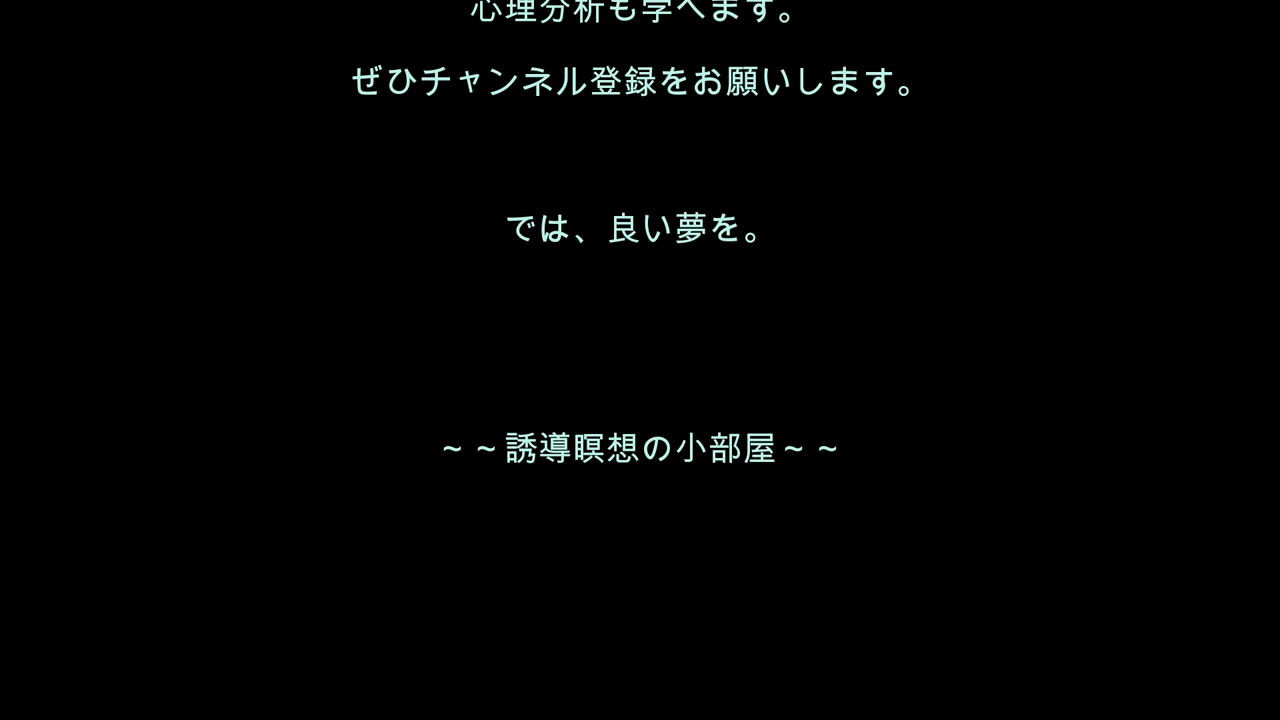 心理分析も学べます。
ぜひチャンネル登録をお願いします。
では、良い夢を。
~ ~誘導瞑想の小部屋~ ~